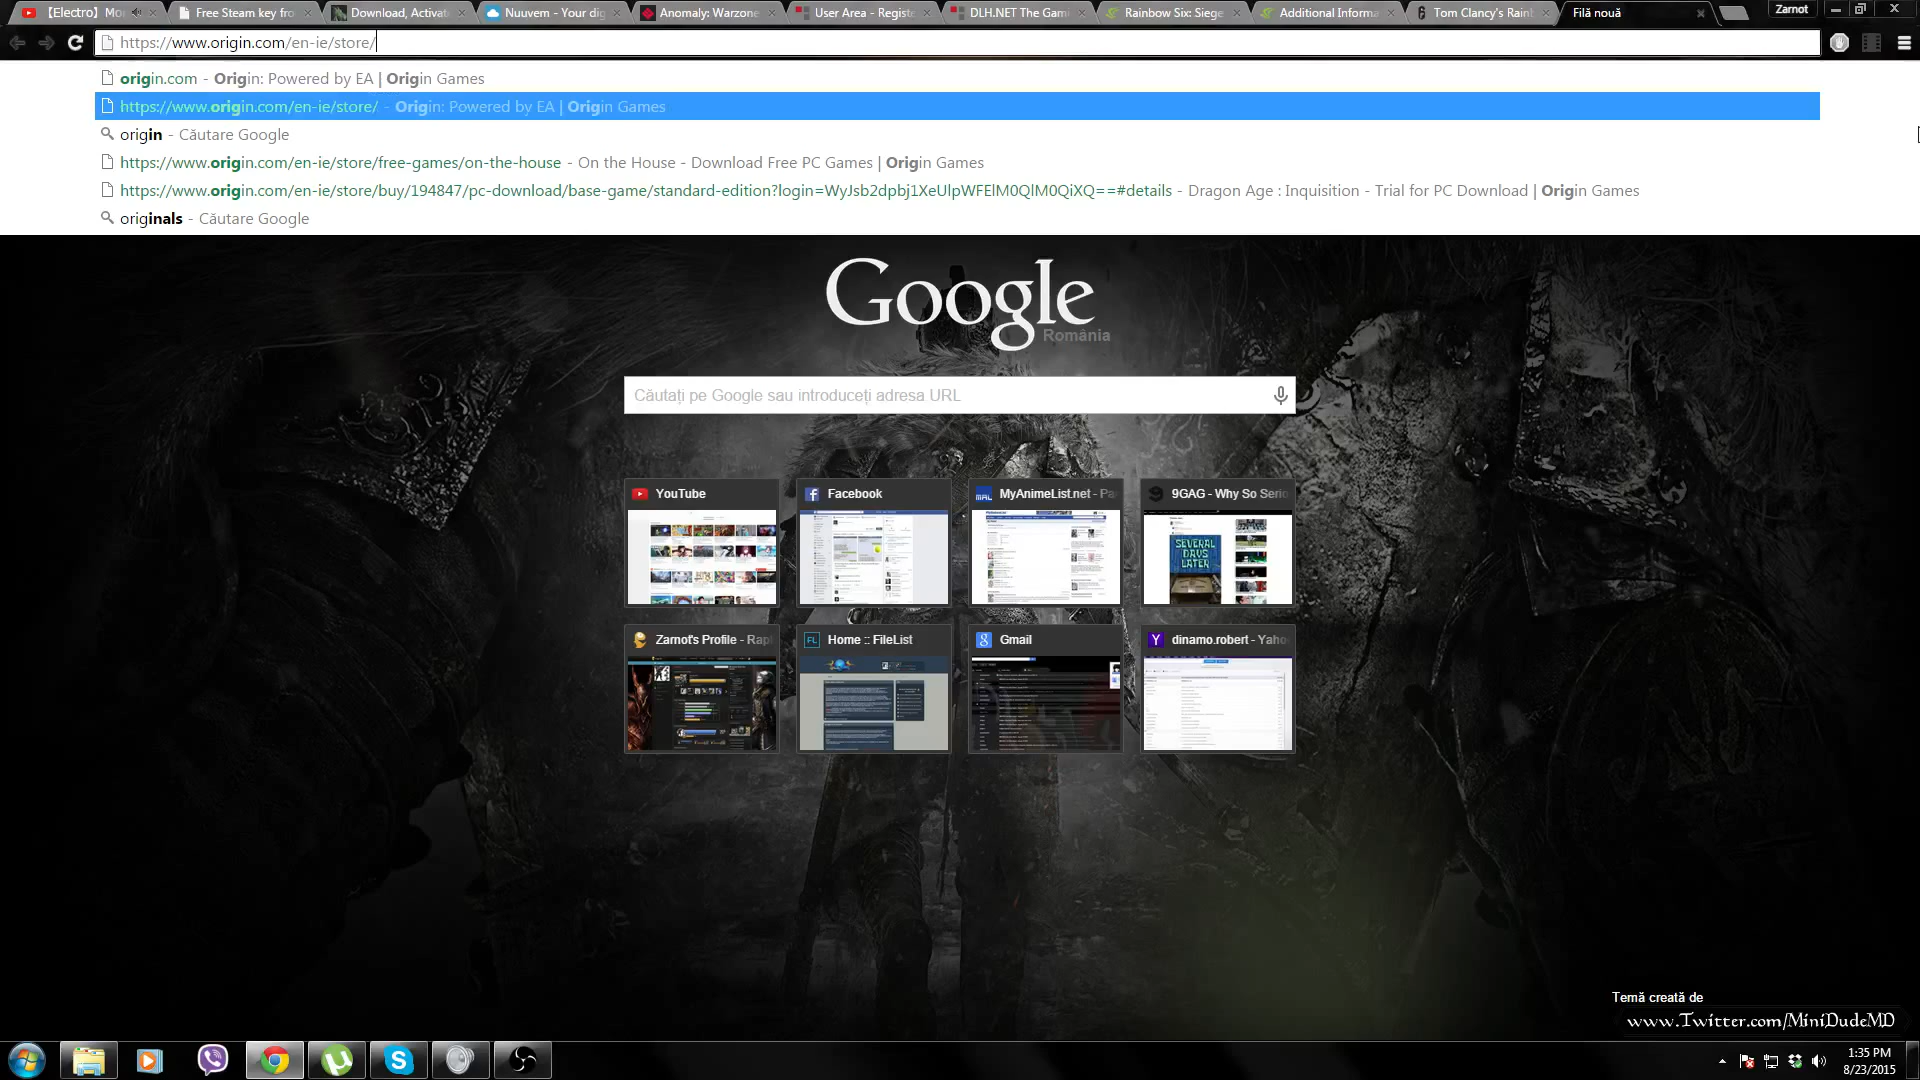 【Electro】Mo
Free Steam key fro
Download, Activat
Nuuvem - Your dig
Anomaly: Warzone
User Area - Registe
DLH.NET The Gami
Rainbow Six: Siege
Additional Informa
Tom Clancy's Rain
Filă nouă
Zarnot
https://www.origin.com/en-ie/store/
origin.com - Origin: Powered by EA | Origin Games
https://www.origin.com/en-ie/store/ - Origin: Powered by EA | Origin Games
origin - Căutare Google
https://www.origin.com/en-ie/store/free-games/on-the-house - On the House - Download Free PC Games | Origin Games
https://www.origin.com/en-ie/store/buy/194847/pc-download/base-game/standard-edition?login=WyJsb2dpbj1XeUlpWFElM0QlM0QiXQ==#details - Dragon Age : Inquisition - Trial for PC Download | Origin Games
originals - Căutare Google
Google
România
Căutați pe Google sau introduceți adresa URL
YouTube
Facebook
MyAnimeList.net - Pa
9GAG - Why So Serio
SEVERAL DAYS LATER
Zarnot's Profile - Rapt
Home :: FileList
Gmail
dinamo.robert - Yaho
Temă creată de
www.Twitter.com/MiniDudeMD
1:35 PM
8/23/2015